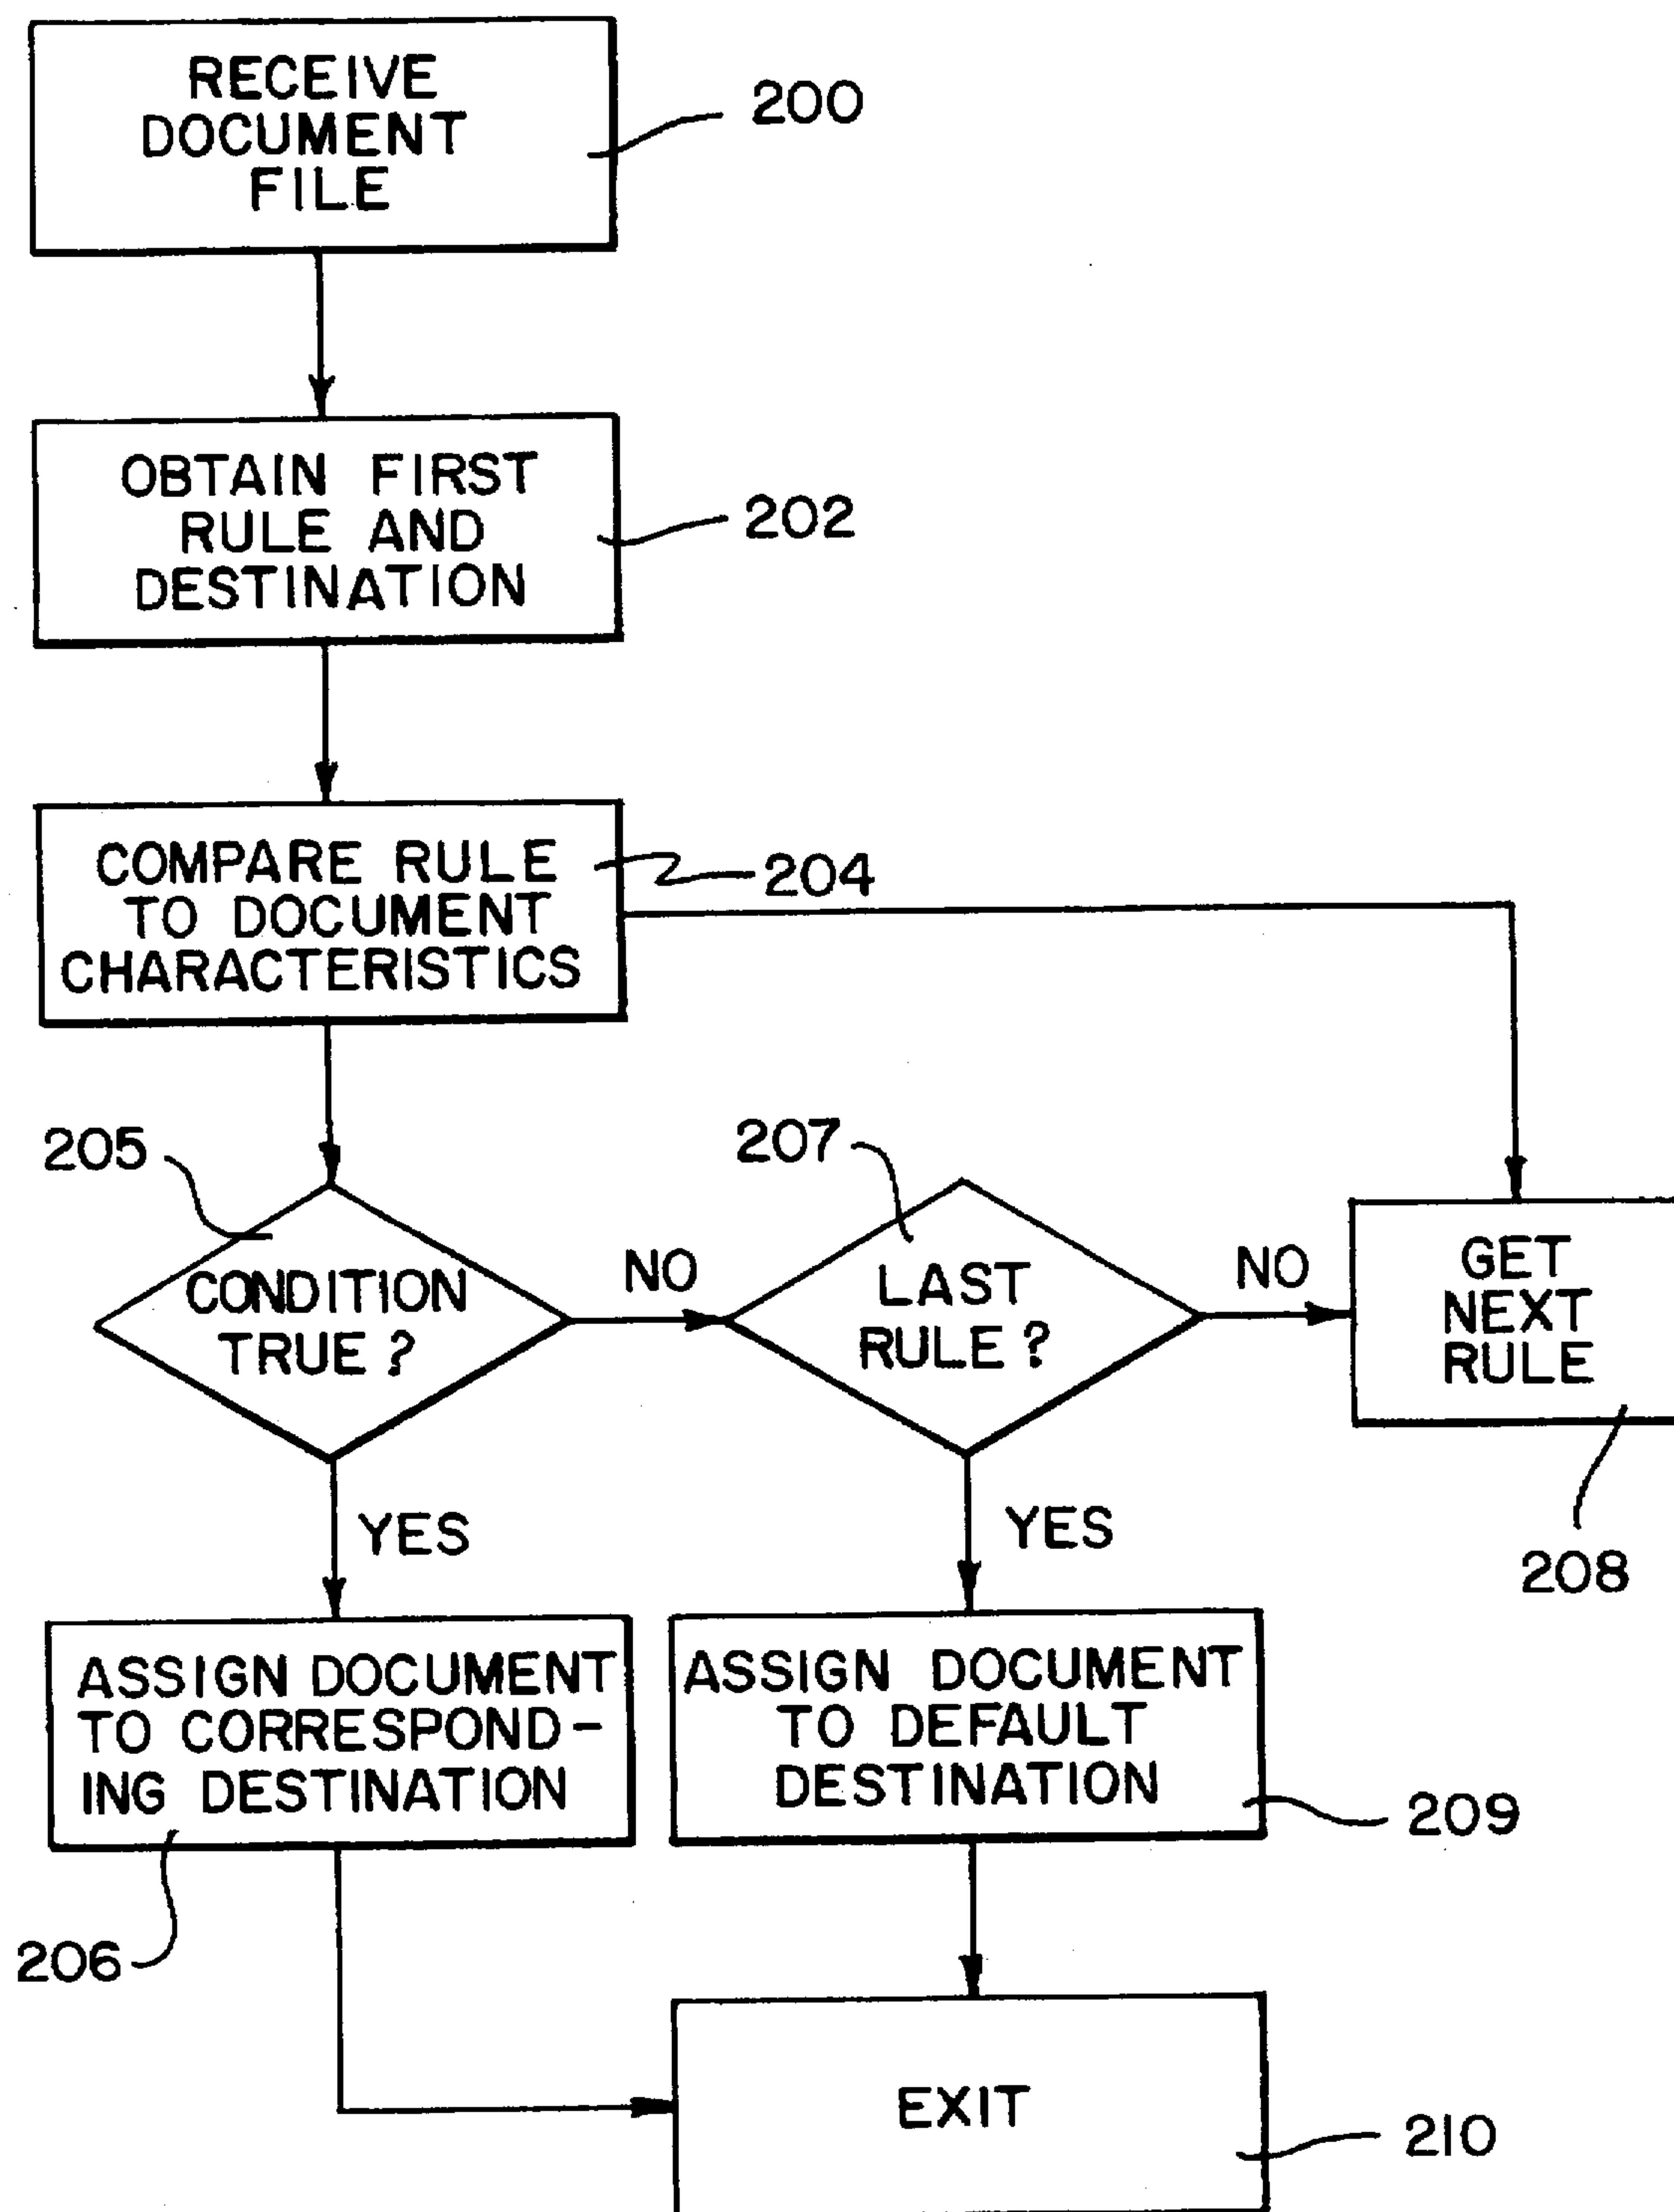 RECEIVE
DOCUMENT
FILE
200
OBTAIN FIRST
RULE AND
DESTINATION
202
COMPARE RULE
TO DOCUMENT
CHARACTERISTICS
204
205
CONDITION
TRUE?
NO
207
LAST
RULE?
NO
GET
NEXT
RULE
208
YES
YES
ASSIGN DOCUMENT
TO CORRESPOND-
ING DESTINATION
206
ASSIGN DOCUMENT
TO DEFAULT
DESTINATION
209
EXIT
210